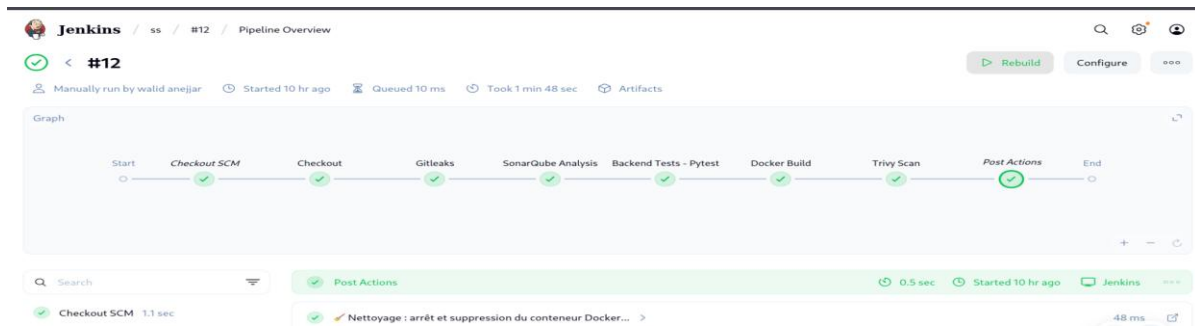 Jenkins / ss / #12 / Pipeline Overview
#12
Rebuild
Configure
Manually run by walid anejjar Started 10 hr ago Queued 10 ms Took 1 min 48 sec Artifacts
Graph
Start Checkout SCM Checkout Gitleaks SonarQube Analysis Backend Tests - Pytest Docker Build Trivy Scan Post Actions End
Search
Post Actions 0.5 sec Started 10 hr ago Jenkins
Checkout SCM 1.1 sec
Nettoyage : arrêt et suppression du conteneur Docker... 48 ms